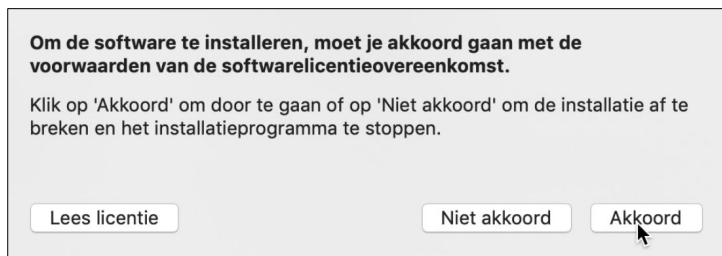 Om de software te installeren, moet je akkoord gaan met de
voorwaarden van de softwarelicentieovereenkomst.
Klik op 'Akkoord' om door te gaan of op 'Niet akkoord' om de installatie af te
breken en het installatieprogramma te stoppen.
Lees licentie Niet akkoord Akkoord